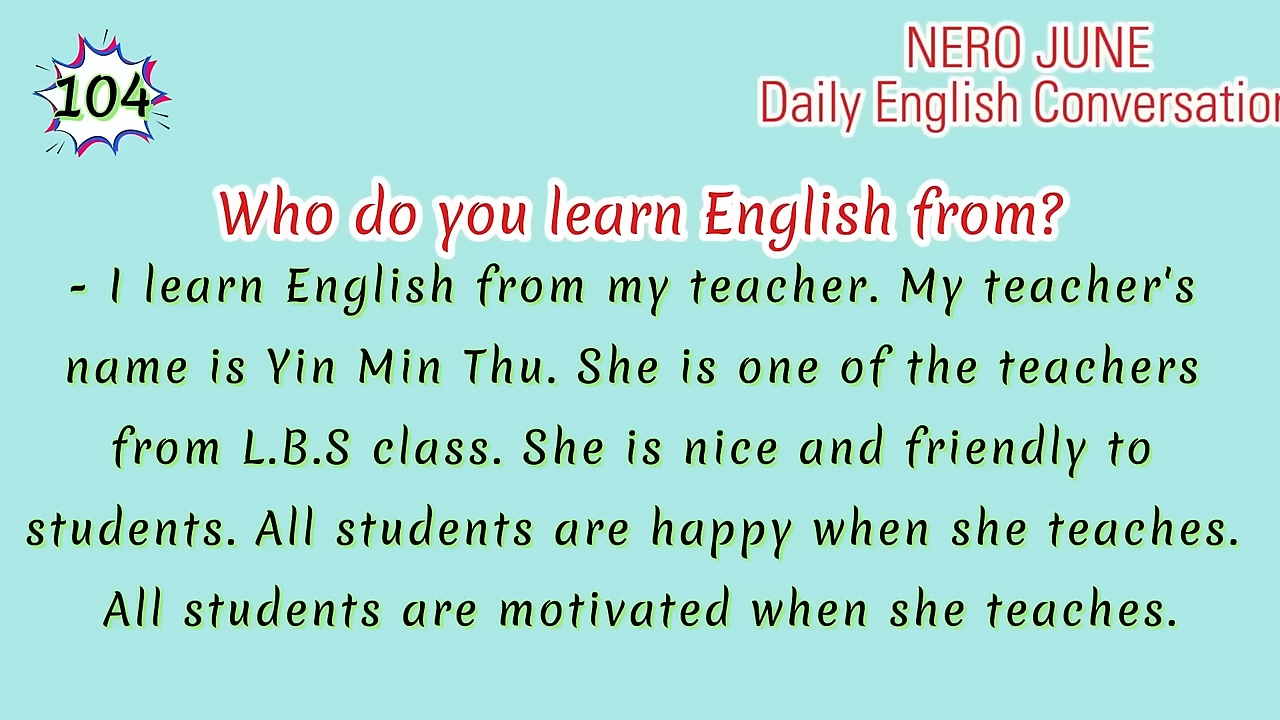 104
NERO JUNE
Daily English Conversation
Who do you learn English from?
- I learn English from my teacher. My teacher's
name is Yin Min Thu. She is one of the teachers
from L.B.S class. She is nice and friendly to
students. All students are happy when she teaches.
All students are motivated when she teaches.